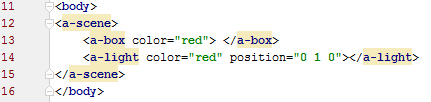 11 <body>
12 <a-scene>
13 <a-box color="red"> </a-box>
14 <a-light color="red" position="0 1 0"></a-light>
15 </a-scene>
16 </body>